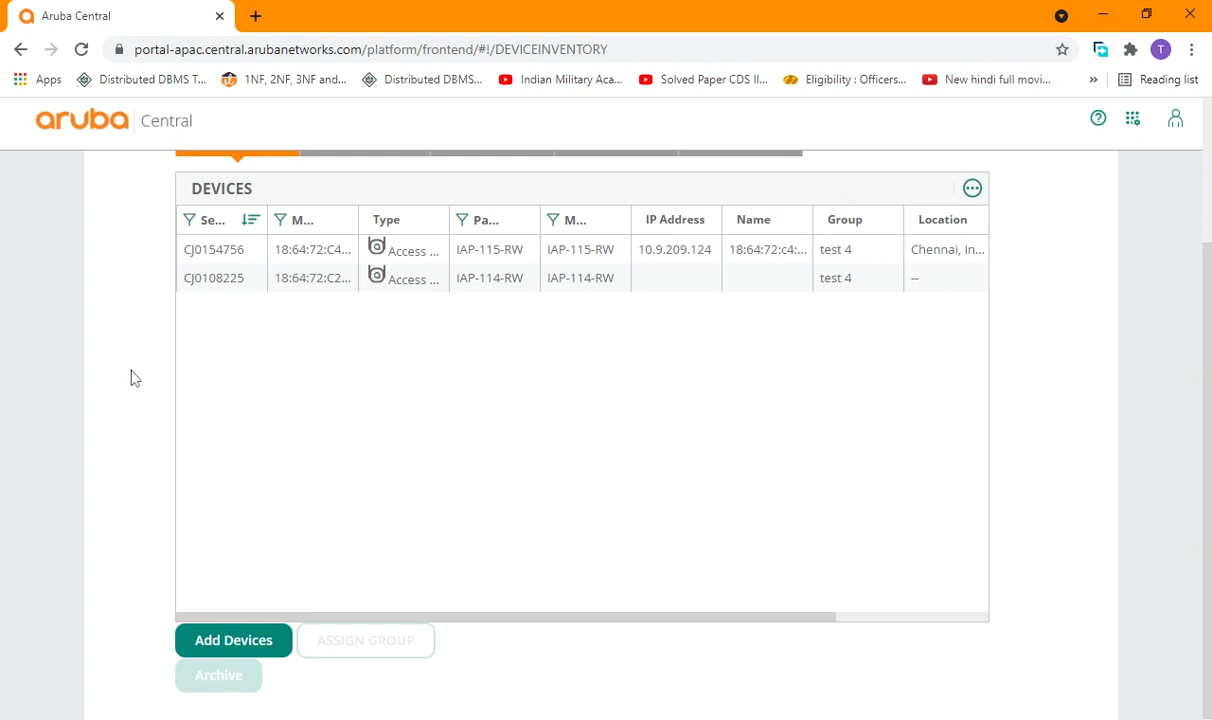 Aruba Central
portal-apac.central.arubanetworks.com/platform/frontend/#!/DEVICEINVENTORY
Apps Distributed DBMS T... 1NF, 2NF, 3NF and... Distributed DBMS... Indian Military Aca... Solved Paper CDS II... Eligibility : Officers... New hindi full movi... » Reading list
T
aruba Central
DEVICES
Se... M... Type Pa... M... IP Address Name Group Location
CJ0154756 18:64:72:C4... Access ... IAP-115-RW IAP-115-RW 10.9.209.124 18:64:72:c4:... test 4 Chennai, In...
CJ0108225 18:64:72:C2... Access ... IAP-114-RW IAP-114-RW test 4 --
Add Devices ASSIGN GROUP
Archive